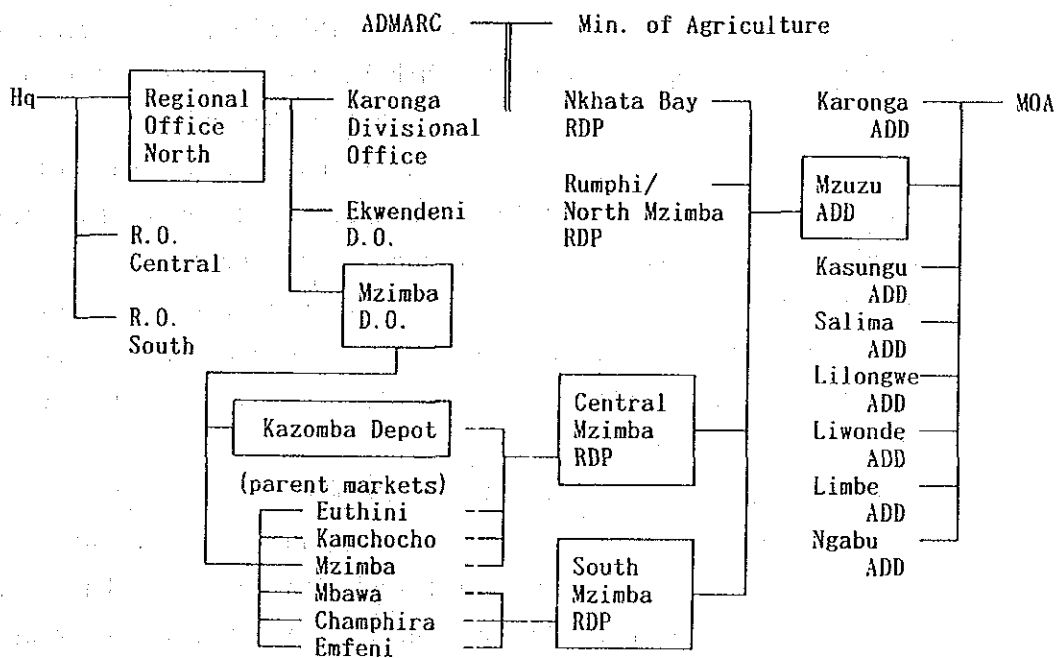 ADMARC
Min. of Agriculture
Hq
Regional
Office
North
Karonga
Divisional
Office
Ekwendeni
D.O.
Mzimba
D.O.
R.O.
Central
R.O.
South
Nkhata Bay
RDP
Rumphi/
North Mzimba
RDP
Karonga
ADD
MOA
Mzuzu
ADD
Kasungu
ADD
Salima
ADD
Lilongwe
ADD
Liwonde
ADD
Limbe
ADD
Ngabu
ADD
Kazomba Depot
(parent markets)
Euthini
Kamchocho
Mzimba
Mbawa
Champhira
Emfeni
Central
Mzimba
RDP
South
Mzimba
RDP